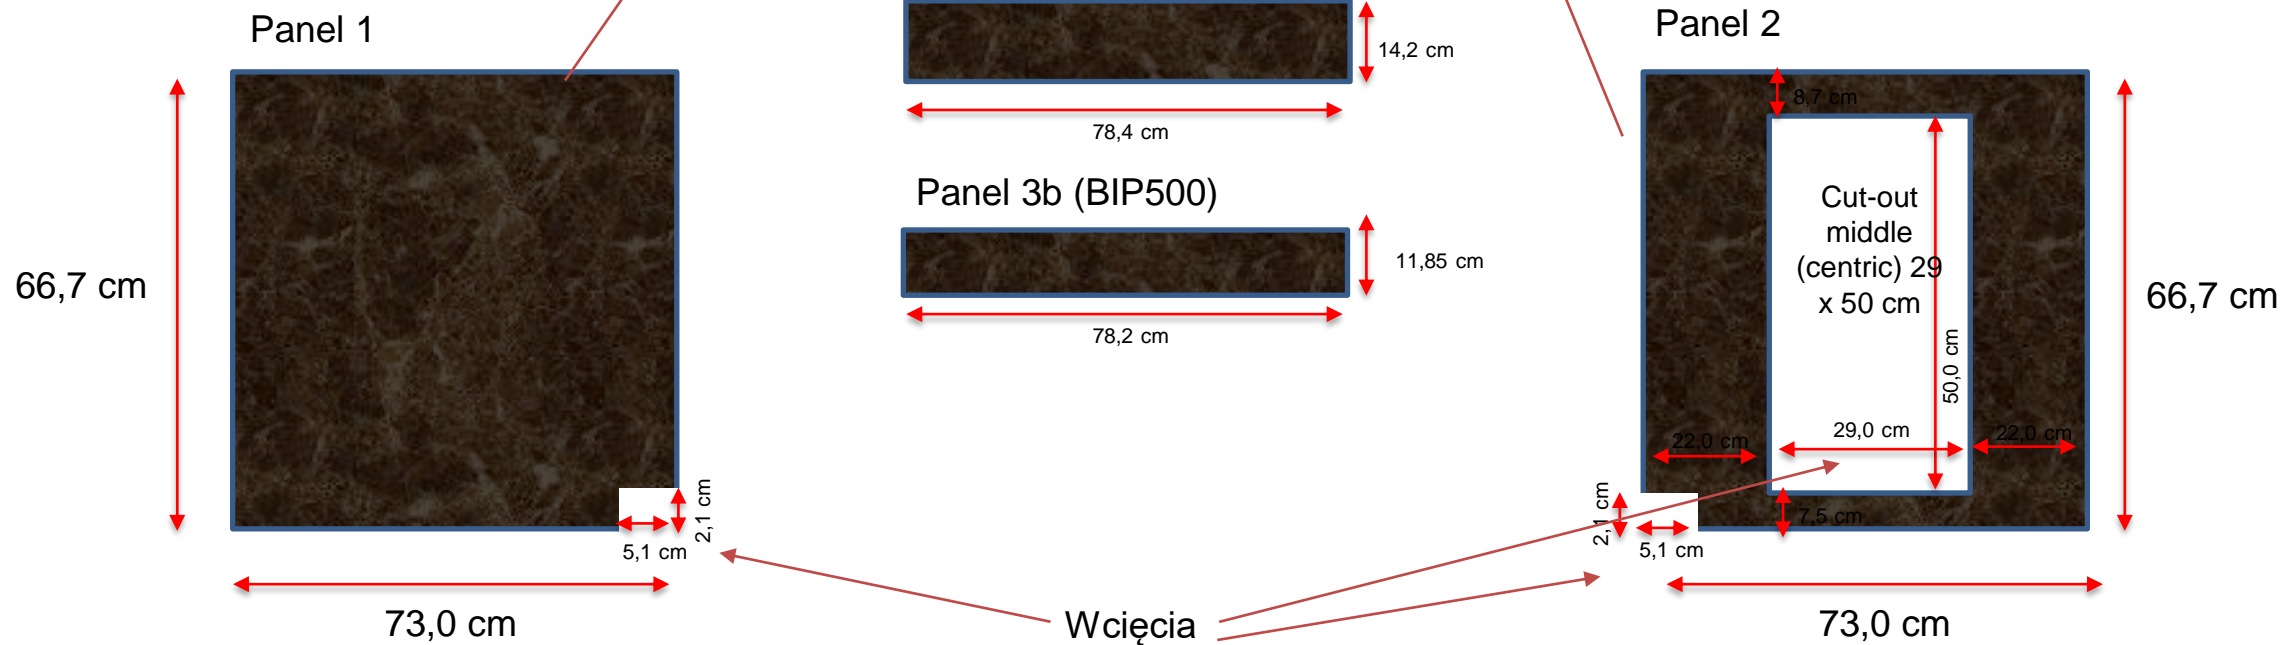 Panel 1
66,7 cm
2,1 cm
5,1 cm
73,0 cm
14,2 cm
78,4 cm
Panel 3b (BIP500)
11,85 cm
78,2 cm
Wcięcia
Panel 2
8,7 cm
Cut-out
middle
(centric) 29
x 50 cm
50,0 cm
22,0 cm
29,0 cm
22,0 cm
7,5 cm
2,1 cm
5,1 cm
66,7 cm
73,0 cm